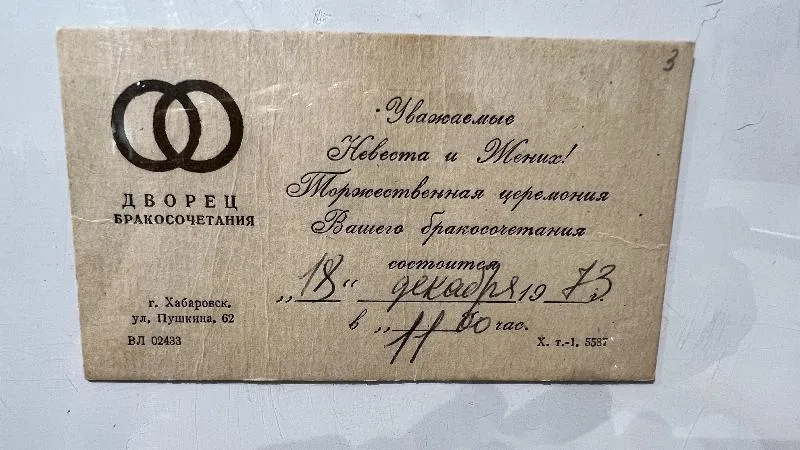 3
ДВОРЕЦ
БРАКОСОЧЕТАНИЯ
г. Хабаровск,
ул, Пушкина, 62
ВЛ 02433
Уважаемые
Невеста и Жених!
Торжественная церемония
Вашего бракосочетания
состоится
„18“ декабря 1973 г.
в „11 00 час.
Х. т.-1. 5587